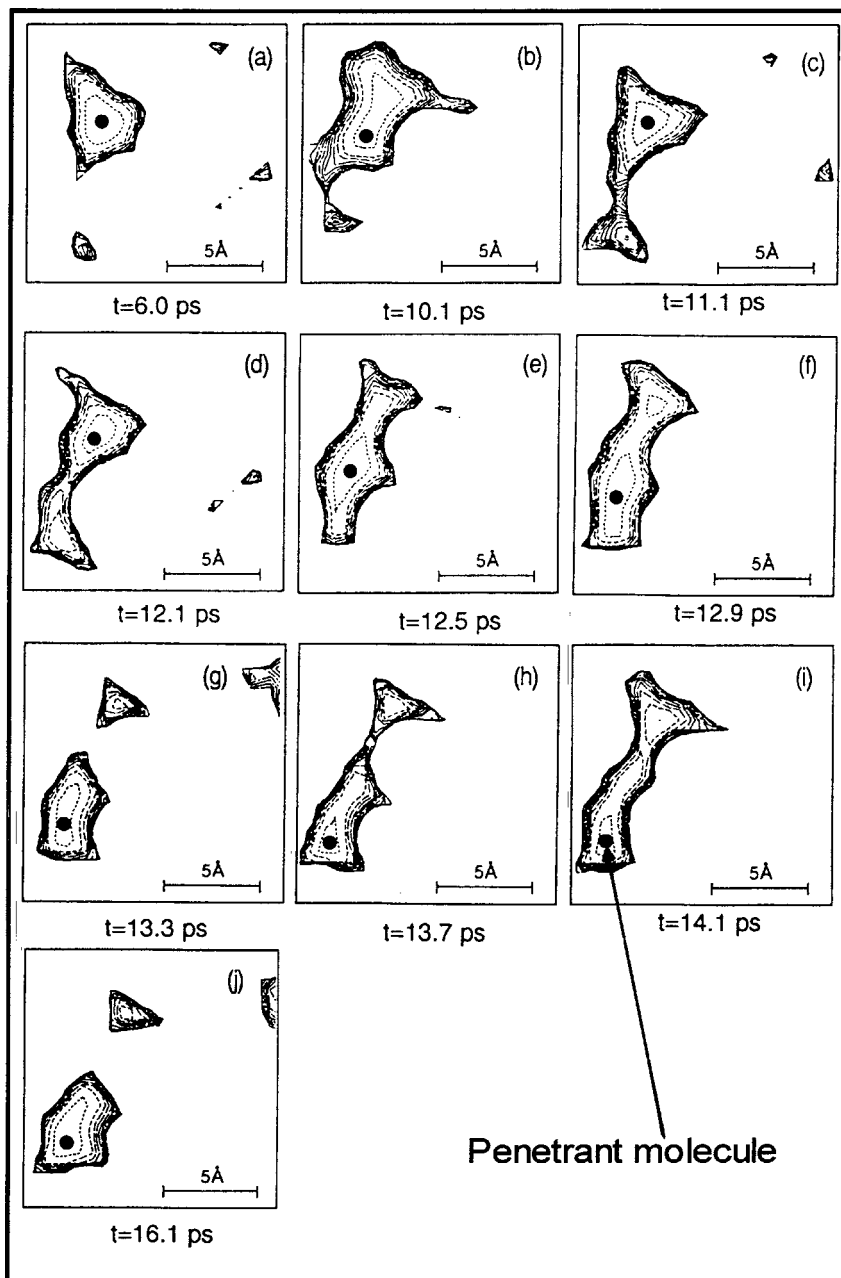 (a)
5Å
t=6.0 ps
(b)
5Å
t=10.1 ps
(c)
5Å
t=11.1 ps
(d)
5Å
t=12.1 ps
(e)
5Å
t=12.5 ps
(f)
5Å
t=12.9 ps
(g)
5Å
t=13.3 ps
(h)
5Å
t=13.7 ps
(i)
5Å
t=14.1 ps
(j)
5Å
t=16.1 ps
Penetrant molecule